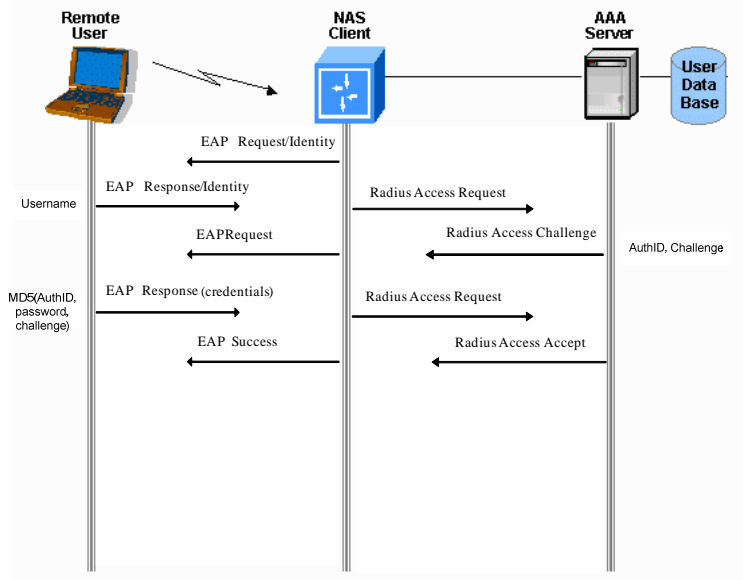 Remote
User
NAS
Client
AAA
Server
User
Data
Base
EAP Request/Identity
EAP Response/Identity
Username
Radius Access Request
EAPRequest
Radius Access Challenge
AuthID, Challenge
MD5(AuthID,
password,
challenge)
EAP Response (credentials)
Radius Access Request
EAP Success
Radius Access Accept